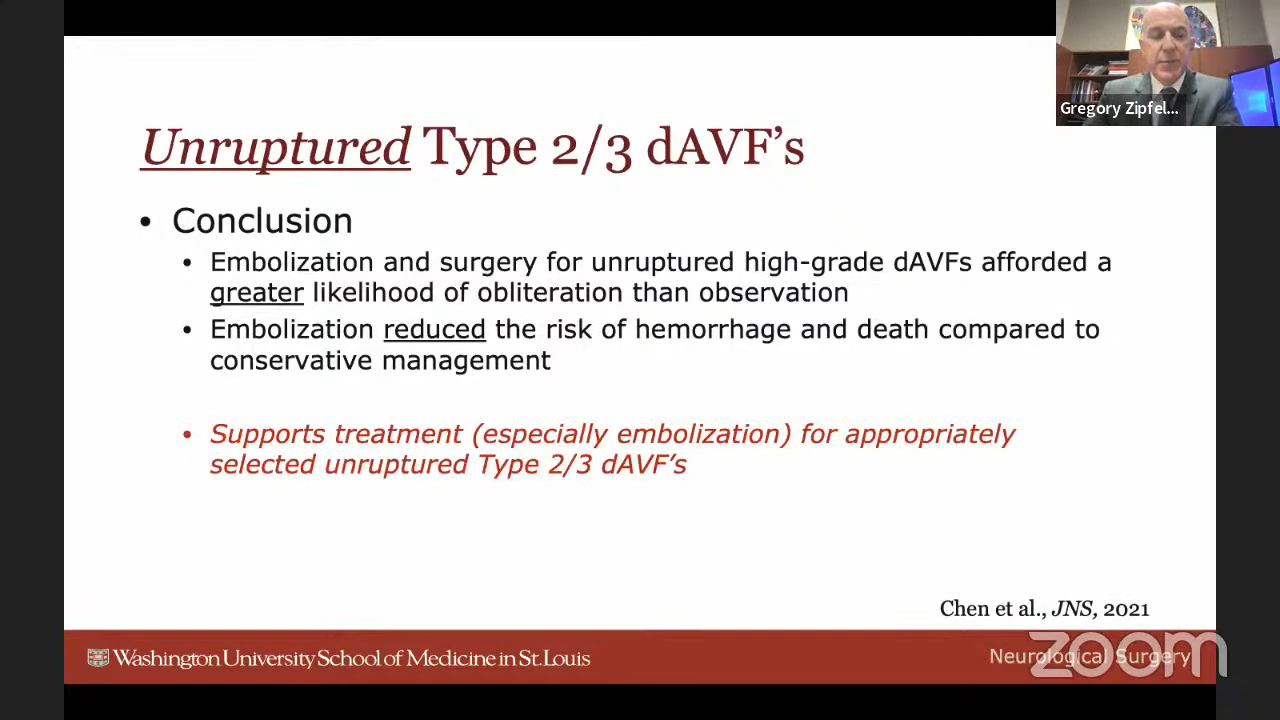 Gregory Zipfel...
Unruptured Type 2/3 dAVF’s
• Conclusion
• Embolization and surgery for unruptured high-grade dAVFs afforded a
greater likelihood of obliteration than observation
• Embolization reduced the risk of hemorrhage and death compared to
conservative management
• Supports treatment (especially embolization) for appropriately
selected unruptured Type 2/3 dAVF’s
Chen et al., JNS, 2021
Washington University School of Medicine in St. Louis
Neurological Surgery
zoom